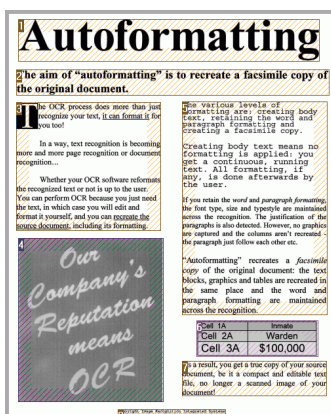 Autoformatting
The aim of “autoformatting” is to recreate a facsimile copy of
the original document.
The OCR process does more than just
recognize your text, it can format it for
you too!
In a way, text recognition is becoming
more and more page recognition or document
recognition…
Whether your OCR software reformats
the recognized text or not is up to the user.
You can perform OCR because you just need
the text, in which case you will edit and
format it yourself, and you can recreate the
source document, including its formatting.
Our
Company's
Reputation
means
OCR
The various levels of
formatting are: creating body
text, retaining the word and
paragraph formatting and
creating a facsimile copy.
Creating body text means no
formatting is applied: you
get a continuous, running
text. All formatting, if
any, is done afterwards by
the user.
If you retain the word and paragraph formatting,
the font type, size and typestyle are maintained
across the recognition. The justification of the
paragraphs is also detected. However, no graphics
are captured and the columns aren't recreated -
the paragraph just follow each other etc.
"Autoformatting" recreates a facsimile
copy of the original document: the text
blocks, graphics and tables are recreated in
the same place and the word and
paragraph formatting are maintained
across the recognition.
Cell 1A Inmate
Cell 2A Warden
Cell 3A $100,000
As a result, you get a true copy of your source
document, be it a compact and editable text
file, no longer a scanned image of your
document!
Copyright Image Recognition Integrated Systems